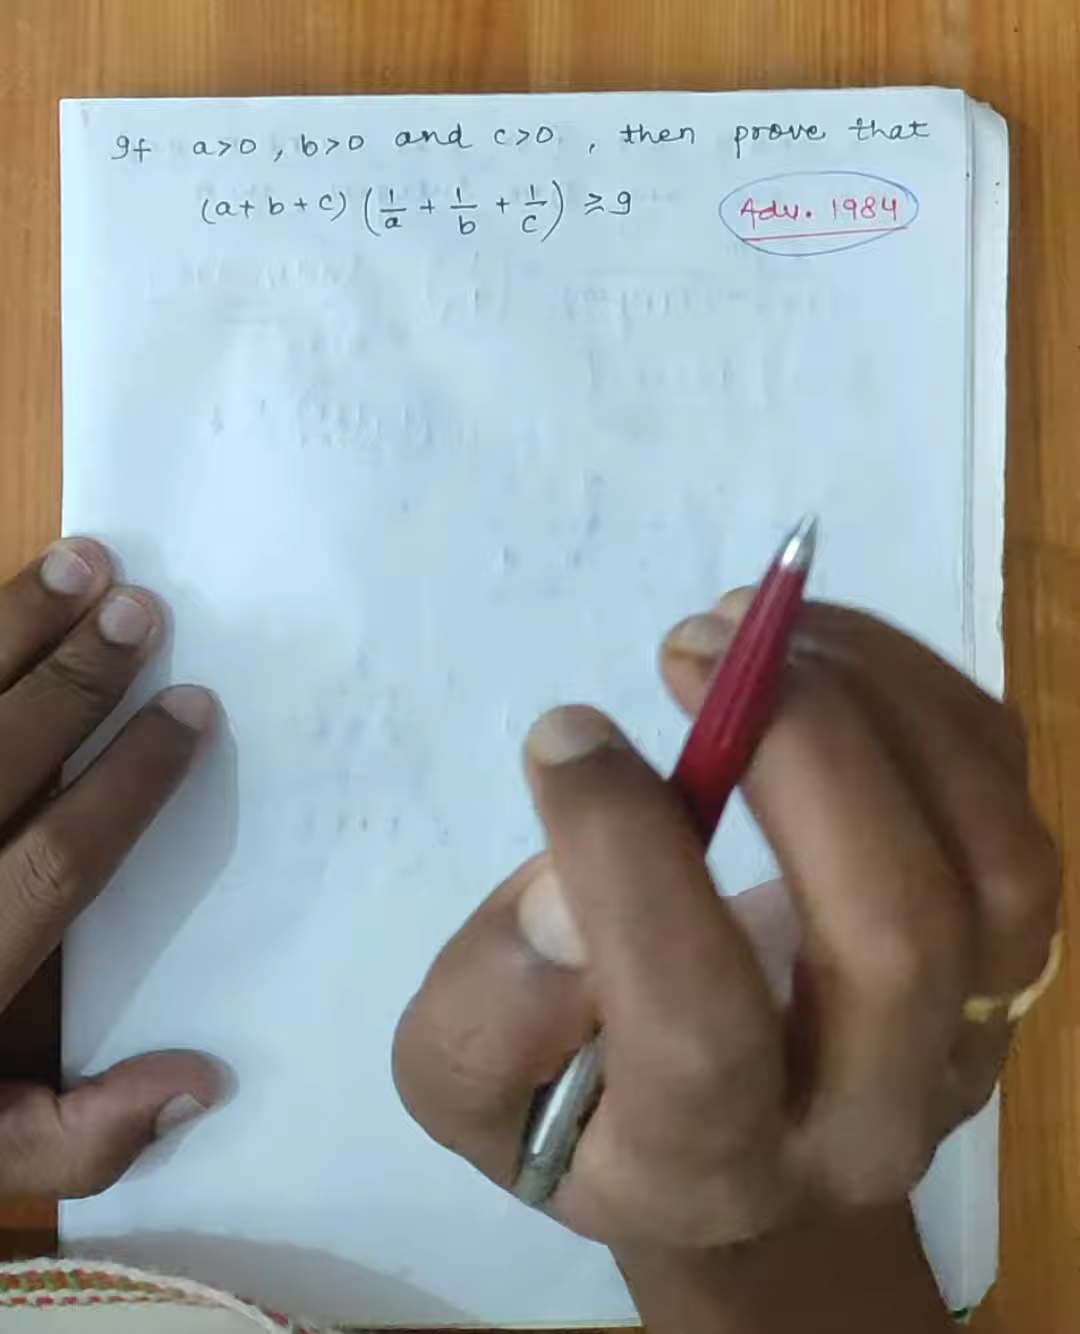 If a>0, b>0 and c>0, then prove that
(a+b+c)(1/a + 1/b + 1/c) ≥ 9
Adv. 1984